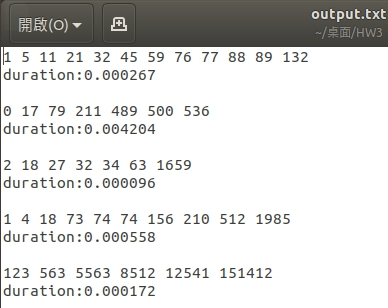 開啟(O)
output.txt
~/桌面/HW3
1 5 11 21 32 45 59 76 77 88 89 132
duration:0.000267
0 17 79 211 489 500 536
duration:0.004204
2 18 27 32 34 63 1659
duration:0.000096
1 4 18 73 74 74 156 210 512 1985
duration:0.000558
123 563 5563 8512 12541 151412
duration:0.000172